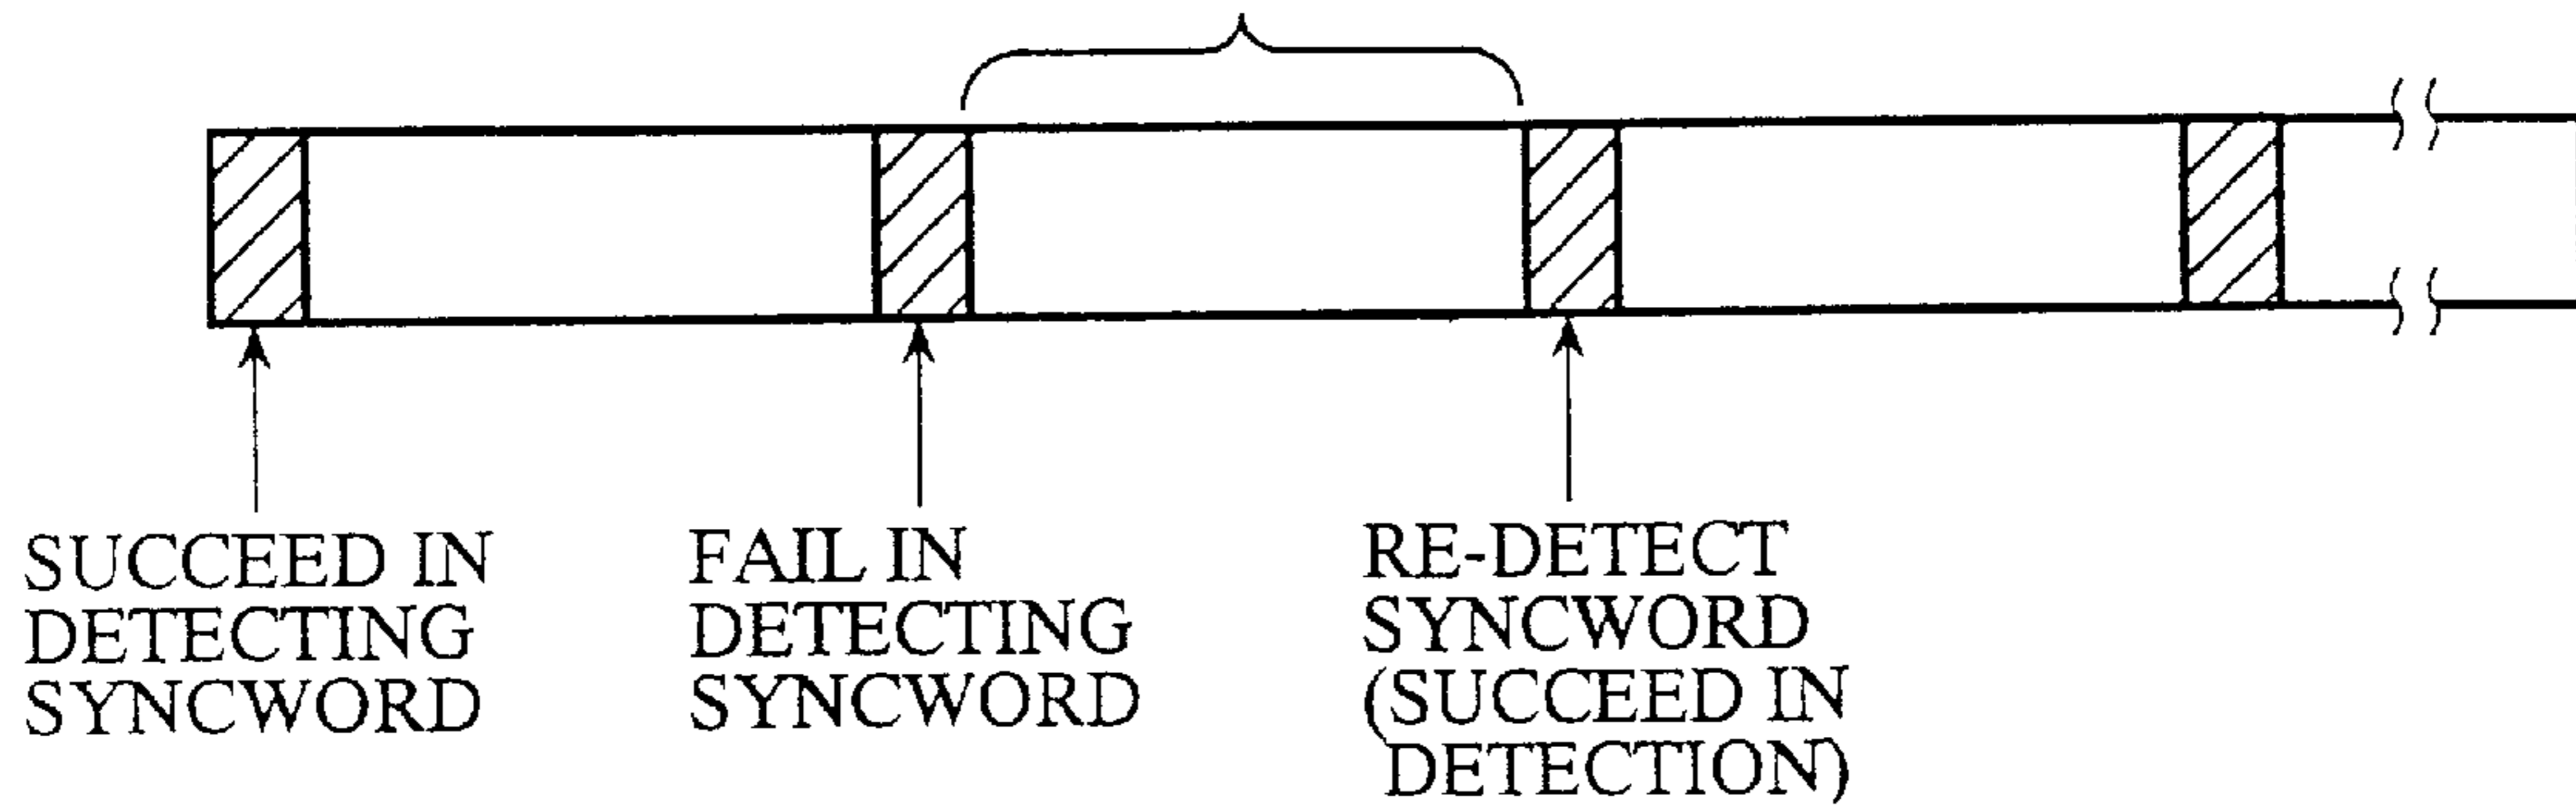 SUCCEED IN
DETECTING
SYNCWORD
FAIL IN
DETECTING
SYNCWORD
RE-DETECT
SYNCWORD
(SUCCEED IN
DETECTION)